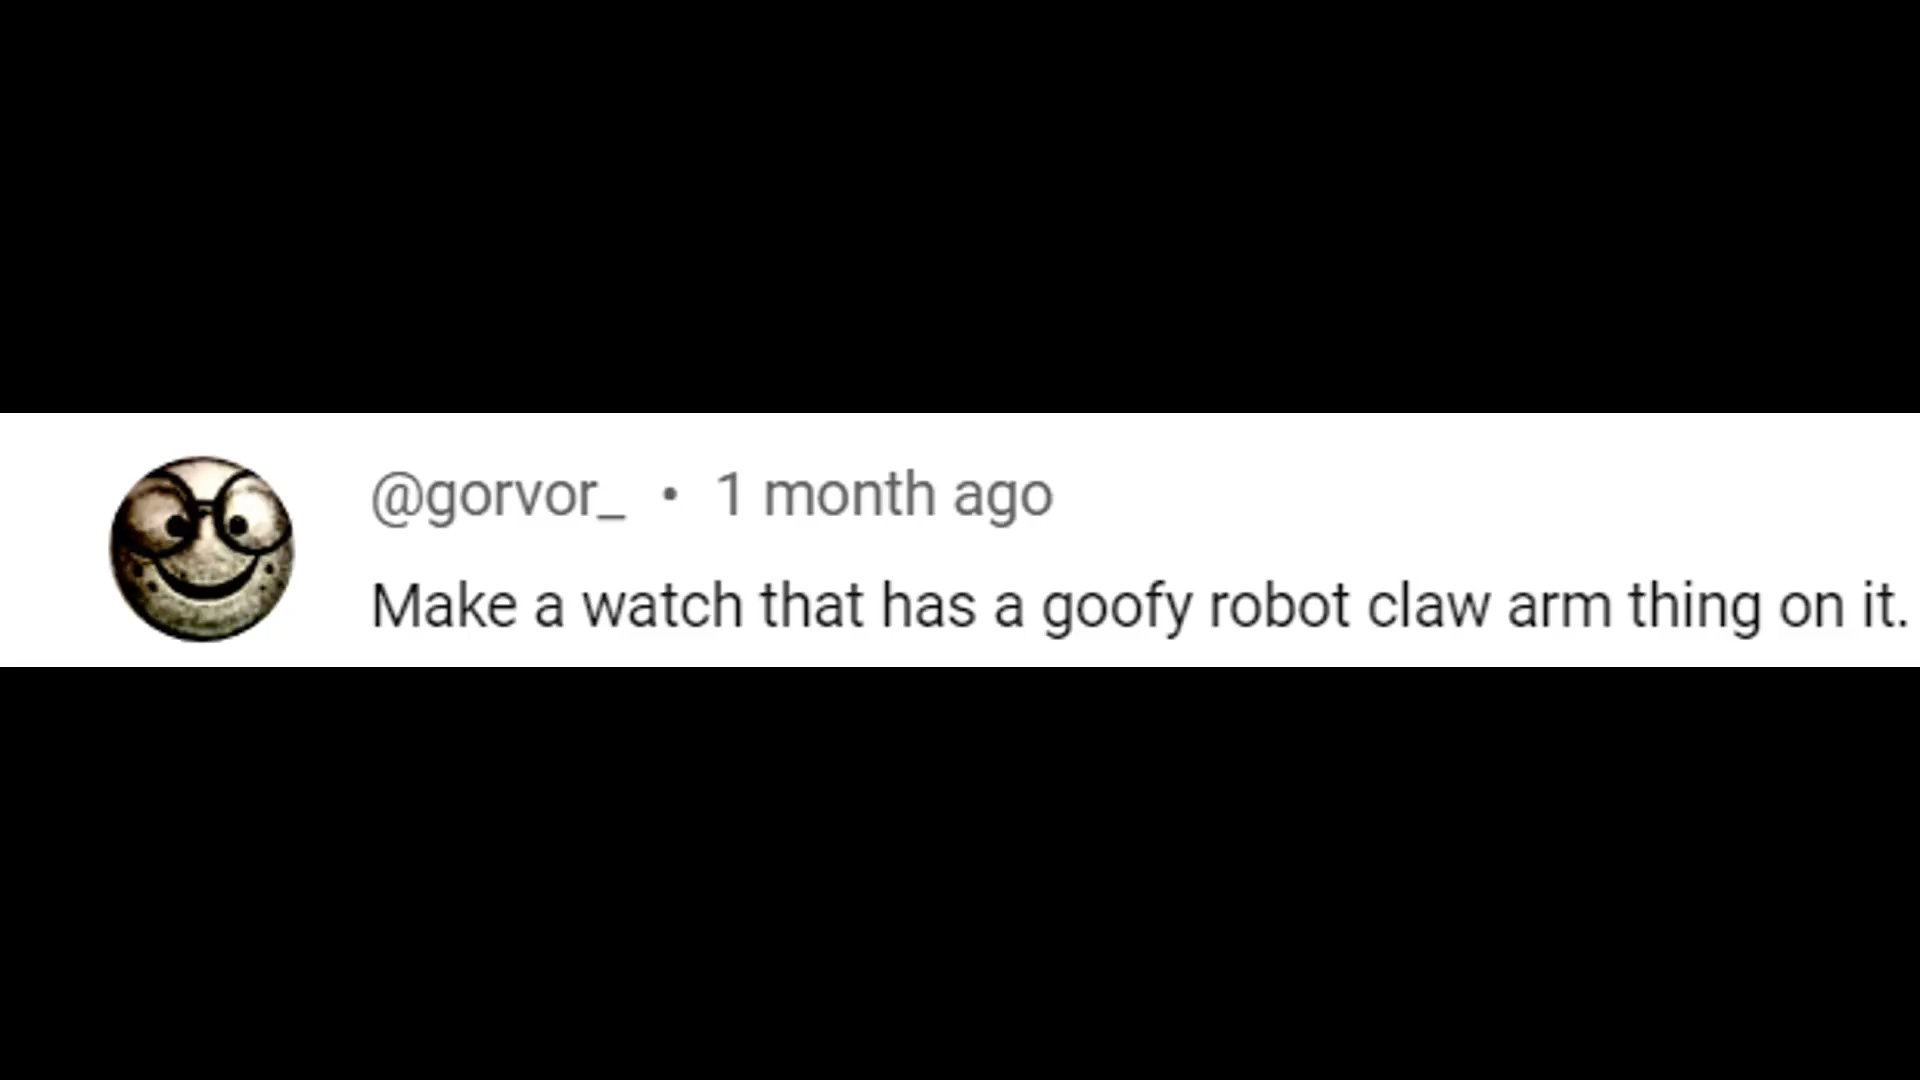 @gorvor_ • 1 month ago
Make a watch that has a goofy robot claw arm thing on it.